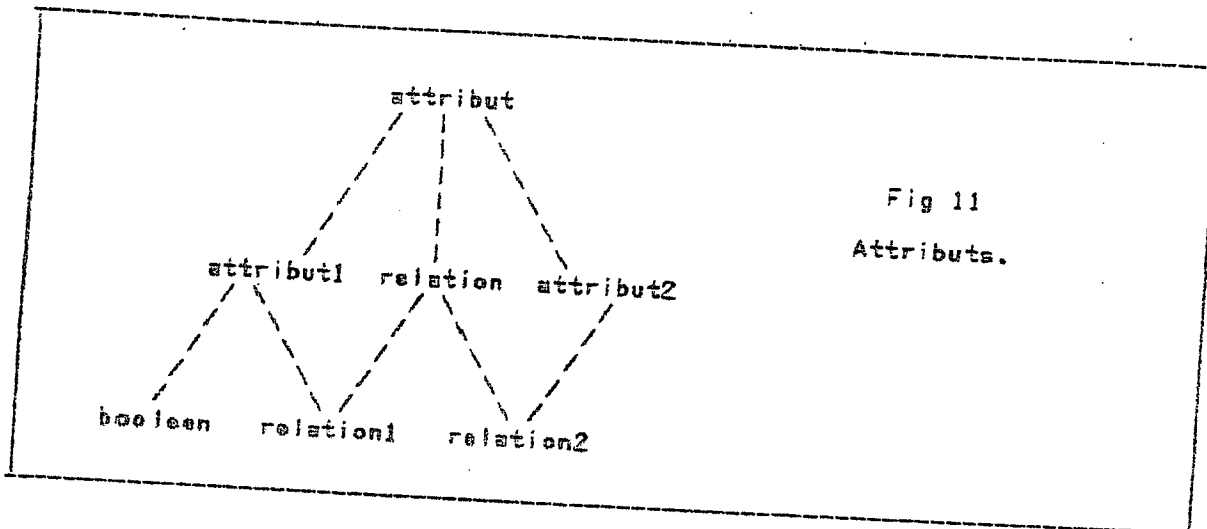 attribut
Fig 11
Attributs.
attribut1 relation attribut2
booleen relation1 relation2